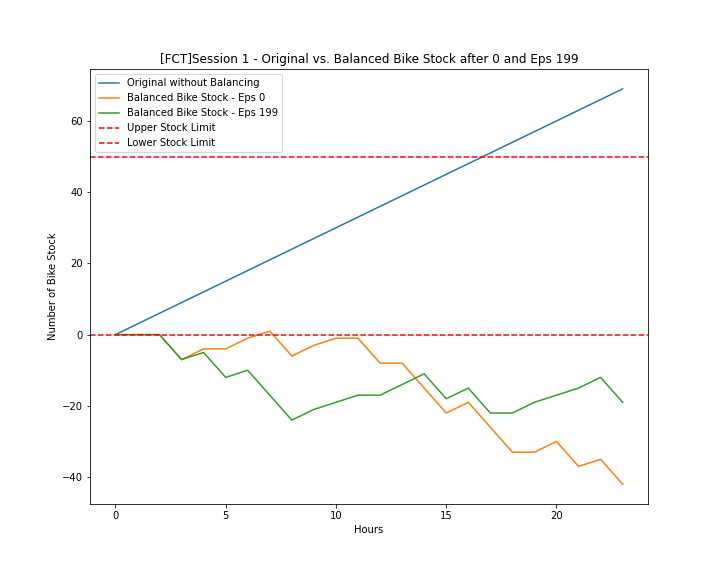 [FCT]Session 1 - Original vs. Balanced Bike Stock after 0 and Eps 199
Original without Balancing
Balanced Bike Stock - Eps 0
Balanced Bike Stock - Eps 199
Upper Stock Limit
Lower Stock Limit
60
40
20
0
−20
−40
Number of Bike Stock
0
5
10
15
20
Hours